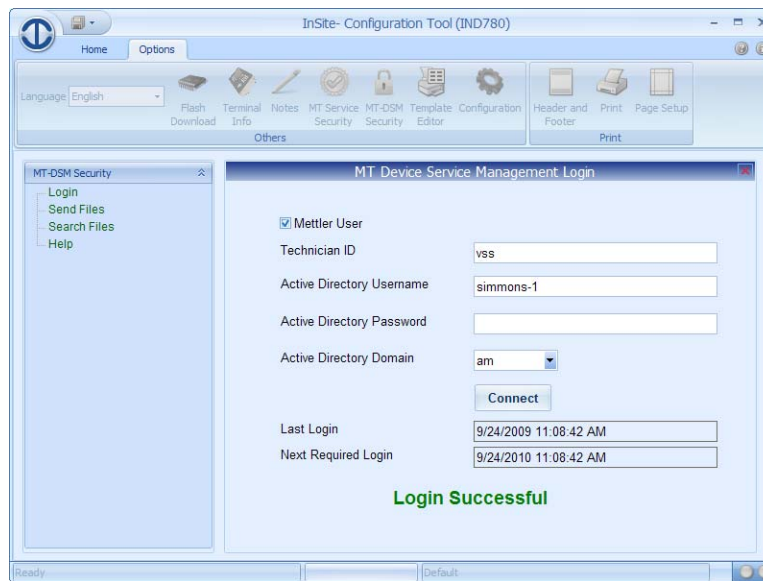 InSite- Configuration Tool (IND780)
Home Options
Language English
Flash Download
Terminal Info
Notes
MT Service Security
MT-DSM Security
Template Editor
Configuration
Header and Footer
Print
Page Setup
Others
Print
MT-DSM Security
Login
Send Files
Search Files
Help
MT Device Service Management Login
Mettler User
Technician ID vss
Active Directory Username simmons-1
Active Directory Password
Active Directory Domain am
Connect
Last Login 9/24/2009 11:08:42 AM
Next Required Login 9/24/2010 11:08:42 AM
Login Successful
Ready Default